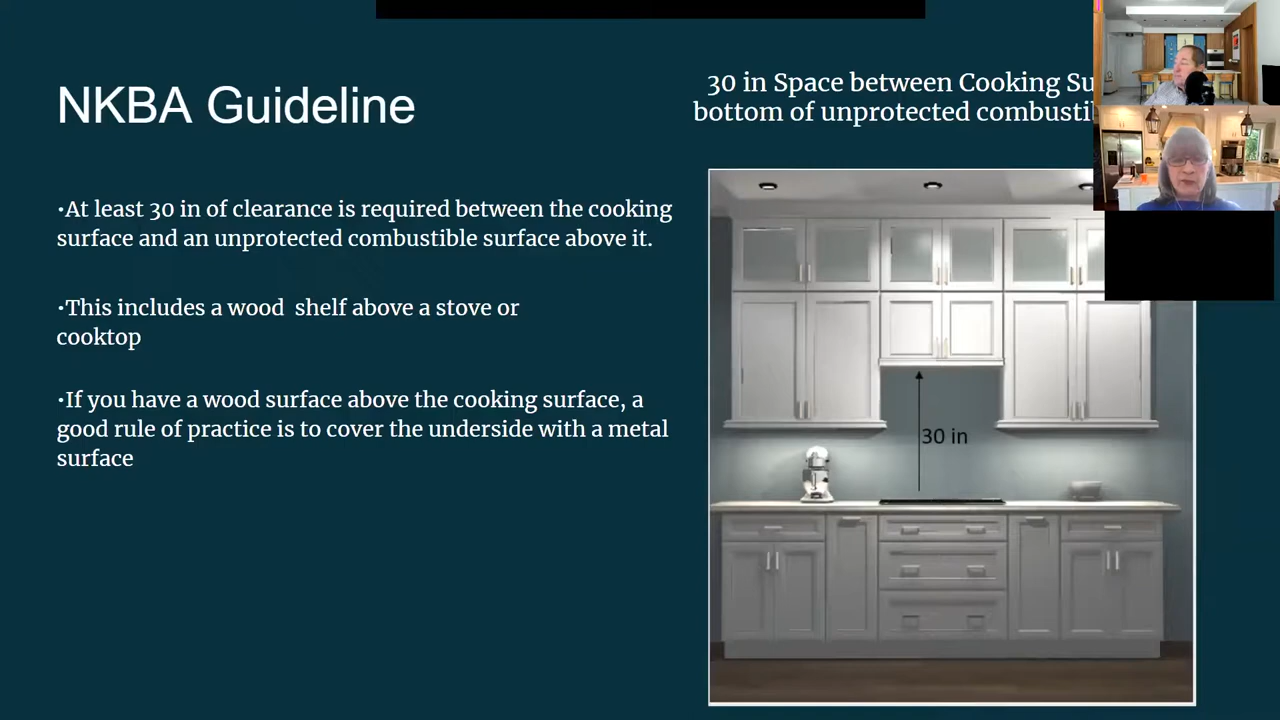 NKBA Guideline
•At least 30 in of clearance is required between the cooking
surface and an unprotected combustible surface above it.
•This includes a wood  shelf above a stove or
cooktop
•If you have a wood surface above the cooking surface, a
good rule of practice is to cover the underside with a metal
surface
30 in Space between Cooking
bottom of unprotected
30 in